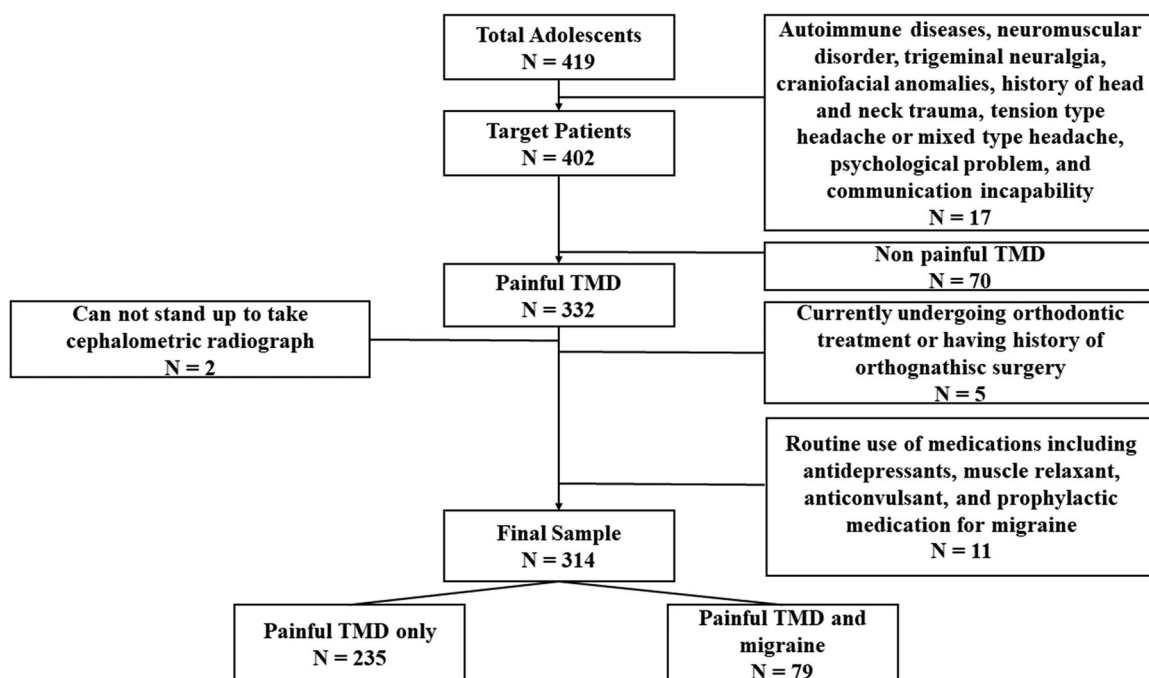 Total Adolescents
N = 419
Autoimmune diseases, neuromuscular
disorder, trigeminal neuralgia,
craniofacial anomalies, history of head
and neck trauma, tension type
headache or mixed type headache,
psychological problem, and
communication incapability
N = 17
Target Patients
N = 402
Non painful TMD
N = 70
Painful TMD
N = 332
Can not stand up to take
cephalometric radiograph
N = 2
Currently undergoing orthodontic
treatment or having history of
orthognathisc surgery
N = 5
Routine use of medications including
antidepressants, muscle relaxant,
anticonvulsant, and prophylactic
medication for migraine
N = 11
Final Sample
N = 314
Painful TMD only
N = 235
Painful TMD and
migraine
N = 79